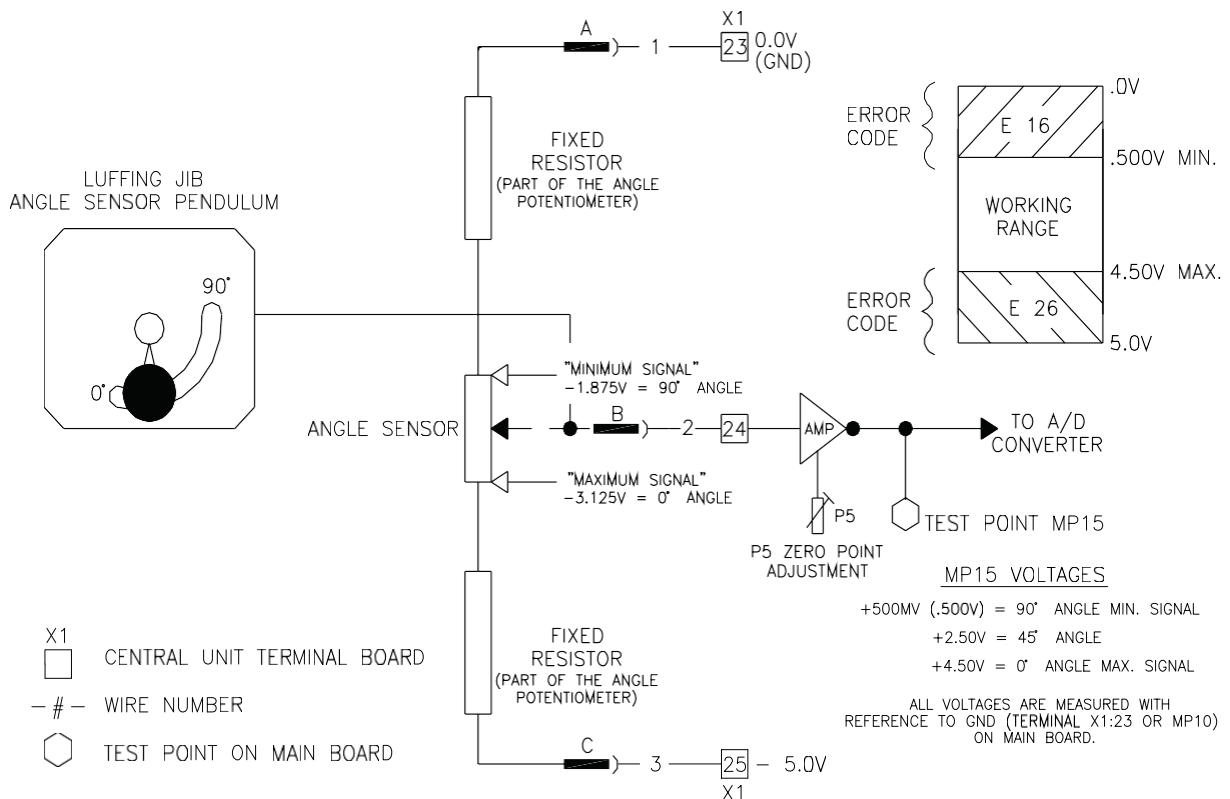 A
1
X1
23
0.0V
(GND)
FIXED
RESISTOR
(PART OF THE ANGLE
POTENTIOMETER)
LUFFING JIB
ANGLE SENSOR PENDULUM
90°
0°
ERROR
CODE
E 16
.0V
.500V MIN.
WORKING
RANGE
4.50V MAX.
ERROR
CODE
E 26
5.0V
"MINIMUM SIGNAL"
-1.875V = 90° ANGLE
ANGLE SENSOR
B
2
24
AMP
TO A/D
CONVERTER
"MAXIMUM SIGNAL"
-3.125V = 0° ANGLE
P5
P5 ZERO POINT
ADJUSTMENT
TEST POINT MP15
MP15 VOLTAGES
+500MV (.500V) = 90° ANGLE MIN. SIGNAL
+2.50V = 45° ANGLE
+4.50V = 0° ANGLE MAX. SIGNAL
ALL VOLTAGES ARE MEASURED WITH
REFERENCE TO GND (TERMINAL X1:23 OR MP10)
ON MAIN BOARD.
FIXED
RESISTOR
(PART OF THE ANGLE
POTENTIOMETER)
X1
CENTRAL UNIT TERMINAL BOARD
-#- WIRE NUMBER
TEST POINT ON MAIN BOARD
C
3
25
- 5.0V
X1